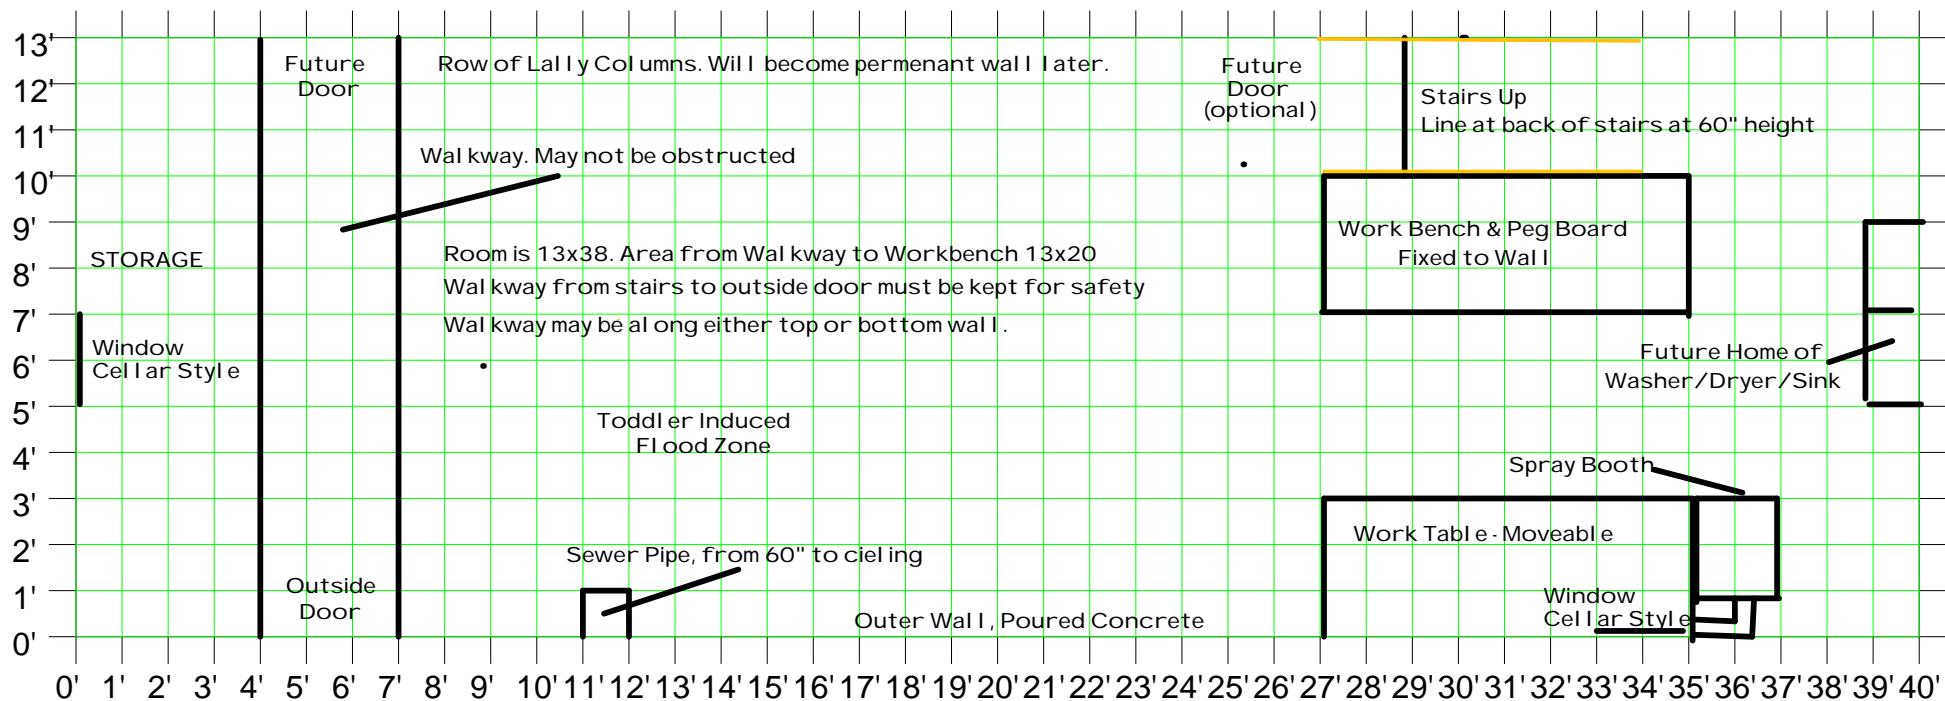 13'
12'
11'
10'
9'
8'
7'
6'
5'
4'
3'
2'
1'
0'
Future
Door
Row of Lally Columns. Will become permenant wall later.
Future
Door
(optional)
Stairs Up
Line at back of stairs at 60" height
Walkway. May not be obstructed
Work Bench & Peg Board
Fixed to Wall
STORAGE
Room is 13x38. Area from Walkway to Workbench 13x20
Walkway from stairs to outside door must be kept for safety
Walkway may be along either top or bottom wall.
Window
Cellar Style
Future Home of
Washer/Dryer/Sink
Toddler Induced
Flood Zone
Spray Booth
Work Table - Moveable
Sewer Pipe, from 60" to cieling
Outside
Door
Outer Wall, Poured Concrete
Window
Cellar Style
0' 1' 2' 3' 4' 5' 6' 7' 8' 9' 10' 11' 12' 13' 14' 15' 16' 17' 18' 19' 20' 21' 22' 23' 24' 25' 26' 27' 28' 29' 30' 31' 32' 33' 34' 35' 36' 37' 38' 39' 40'